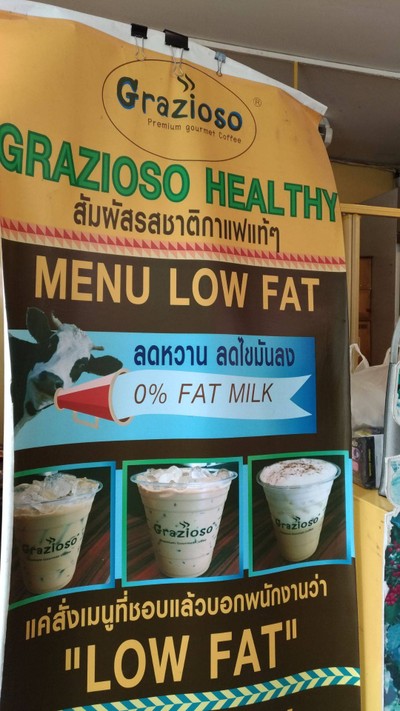 Grazioso ®
Premium gourmet Coffee
GRAZIOSO HEALTHY
สัมผัสรสชาติกาแฟแท้ๆ
MENU LOW FAT
ลดหวาน ลดไขมันลง
0% FAT MILK
Grazioso
Grazioso
Grazioso
แค่สั่งเมนูที่ชอบแล้วบอกพนักงานว่า
"LOW FAT"